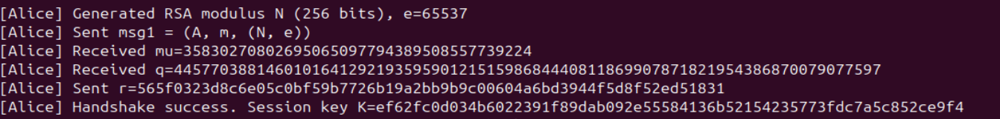 [Alice] Generated RSA modulus N (256 bits), e=65537
[Alice] Sent msg1 = (A, m, (N, e))
[Alice] Received mu=358302708026950650977943895085577739224
[Alice] Received q=44577038814601016412921935959012151598684440811869907871821954386870079077597
[Alice] Sent r=565f0323d8c6e05c0bf59b7726b19a2bb9b9c00604a6bd3944f5d8f52ed51831
[Alice] Handshake success. Session key K=ef62fc0d034b6022391f89dab092e55584136b52154235773fdc7a5c852ce9f4